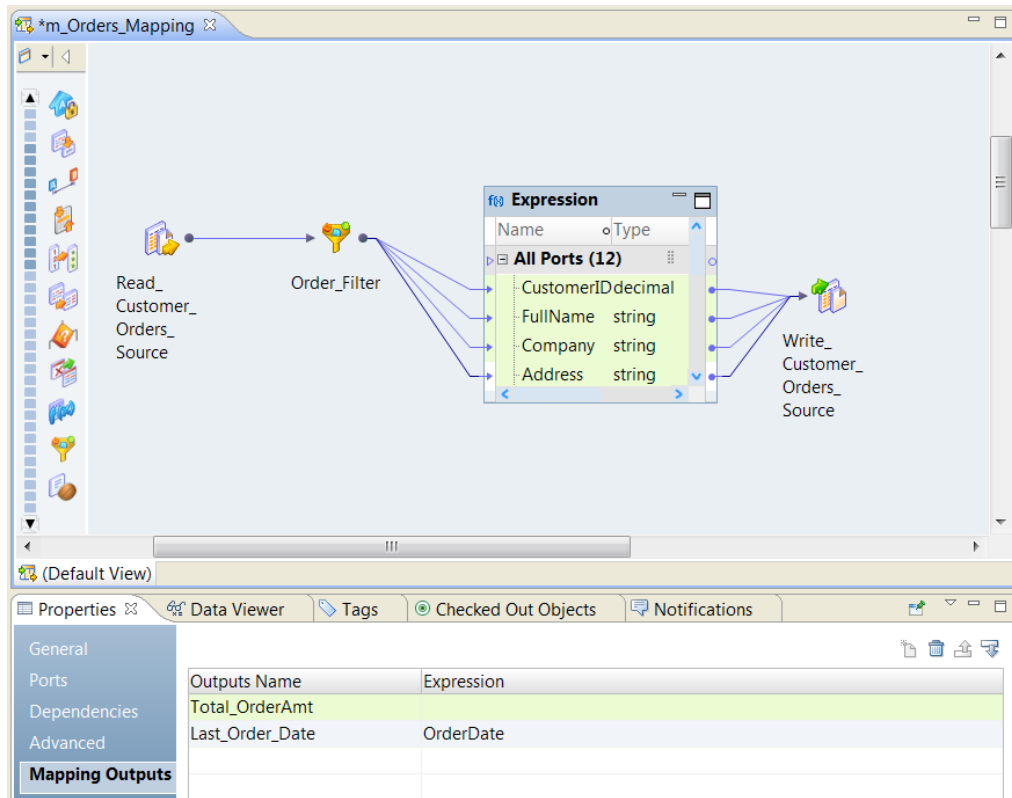 *m_Orders_Mapping
f(x) Expression
Name Type
All Ports (12)
CustomerID decimal
FullName string
Company string
Address string
Read_
Customer_
Orders_
Source
Order_Filter
Write_
Customer_
Orders_
Source
(Default View)
Properties Data Viewer Tags Checked Out Objects Notifications
General
Ports
Dependencies
Advanced
Mapping Outputs
Outputs Name Expression
Total_OrderAmt
Last_Order_Date OrderDate